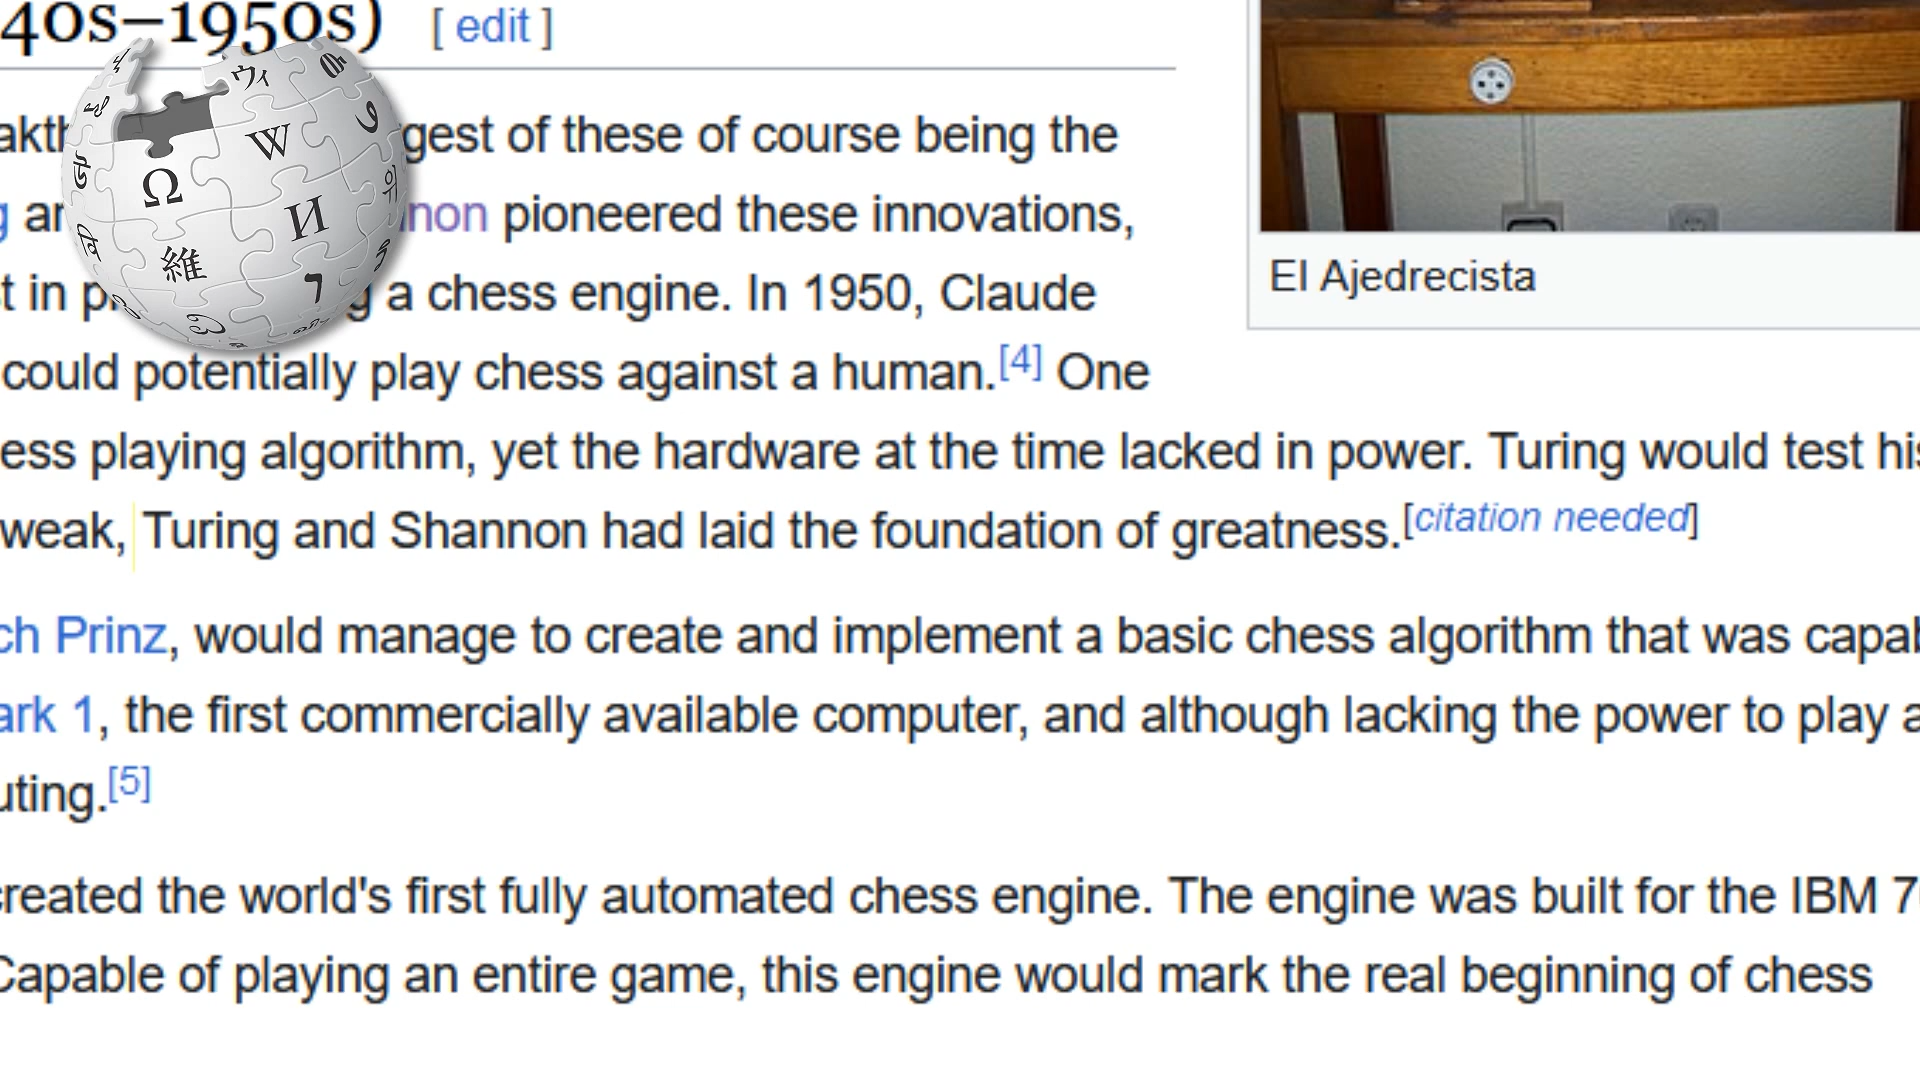 40s–1950s) [ edit ]
gest of these of course being the
pioneered these innovations,
t in a chess engine. In 1950, Claude
El Ajedrecista
could potentially play chess against a human.[4] One
ess playing algorithm, yet the hardware at the time lacked in power. Turing would test his
weak, Turing and Shannon had laid the foundation of greatness.[citation needed]
ch Prinz, would manage to create and implement a basic chess algorithm that was capab
ark 1, the first commercially available computer, and although lacking the power to play a
uting.[5]
created the world's first fully automated chess engine. The engine was built for the IBM 7
Capable of playing an entire game, this engine would mark the real beginning of chess
Ω W И 維 ウィ